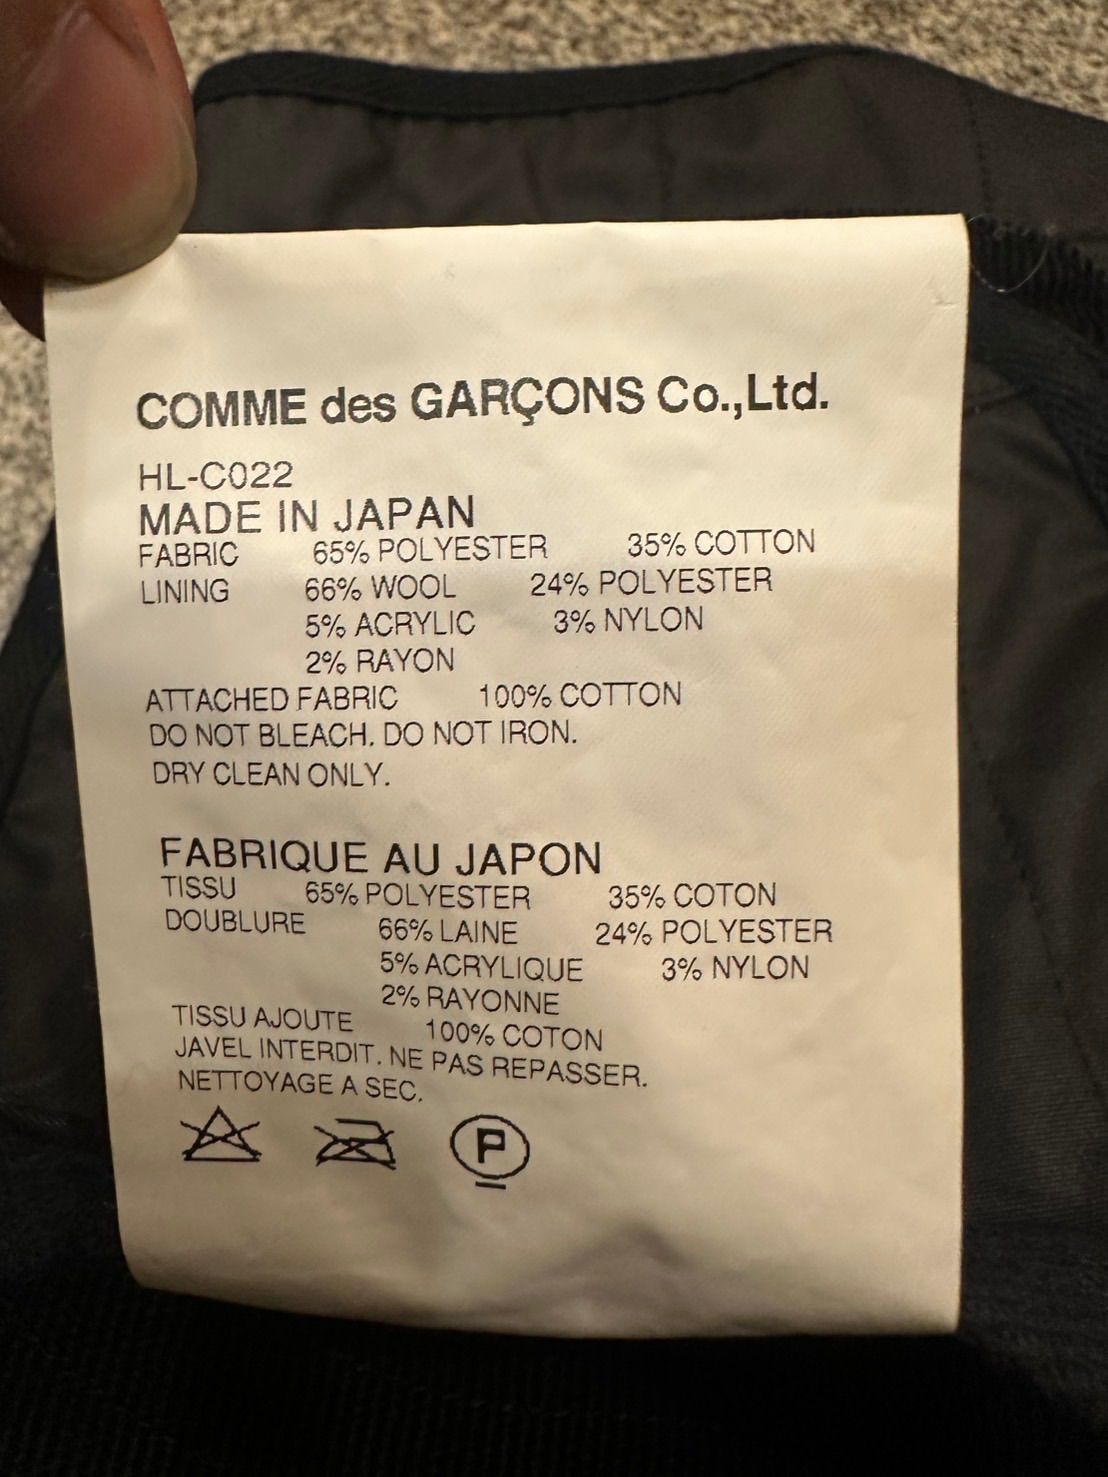 COMME des GARÇONS Co.,Ltd.
HL-C022
MADE IN JAPAN
FABRIC 65% POLYESTER 35% COTTON
LINING 66% WOOL 24% POLYESTER
5% ACRYLIC 3% NYLON
2% RAYON
ATTACHED FABRIC 100% COTTON
DO NOT BLEACH. DO NOT IRON.
DRY CLEAN ONLY.
FABRIQUE AU JAPON
TISSU 65% POLYESTER 35% COTON
DOUBLURE 66% LAINE 24% POLYESTER
5% ACRYLIQUE 3% NYLON
2% RAYONNE
TISSU AJOUTE 100% COTON
JAVEL INTERDIT. NE PAS REPASSER.
NETTOYAGE A SEC.
P